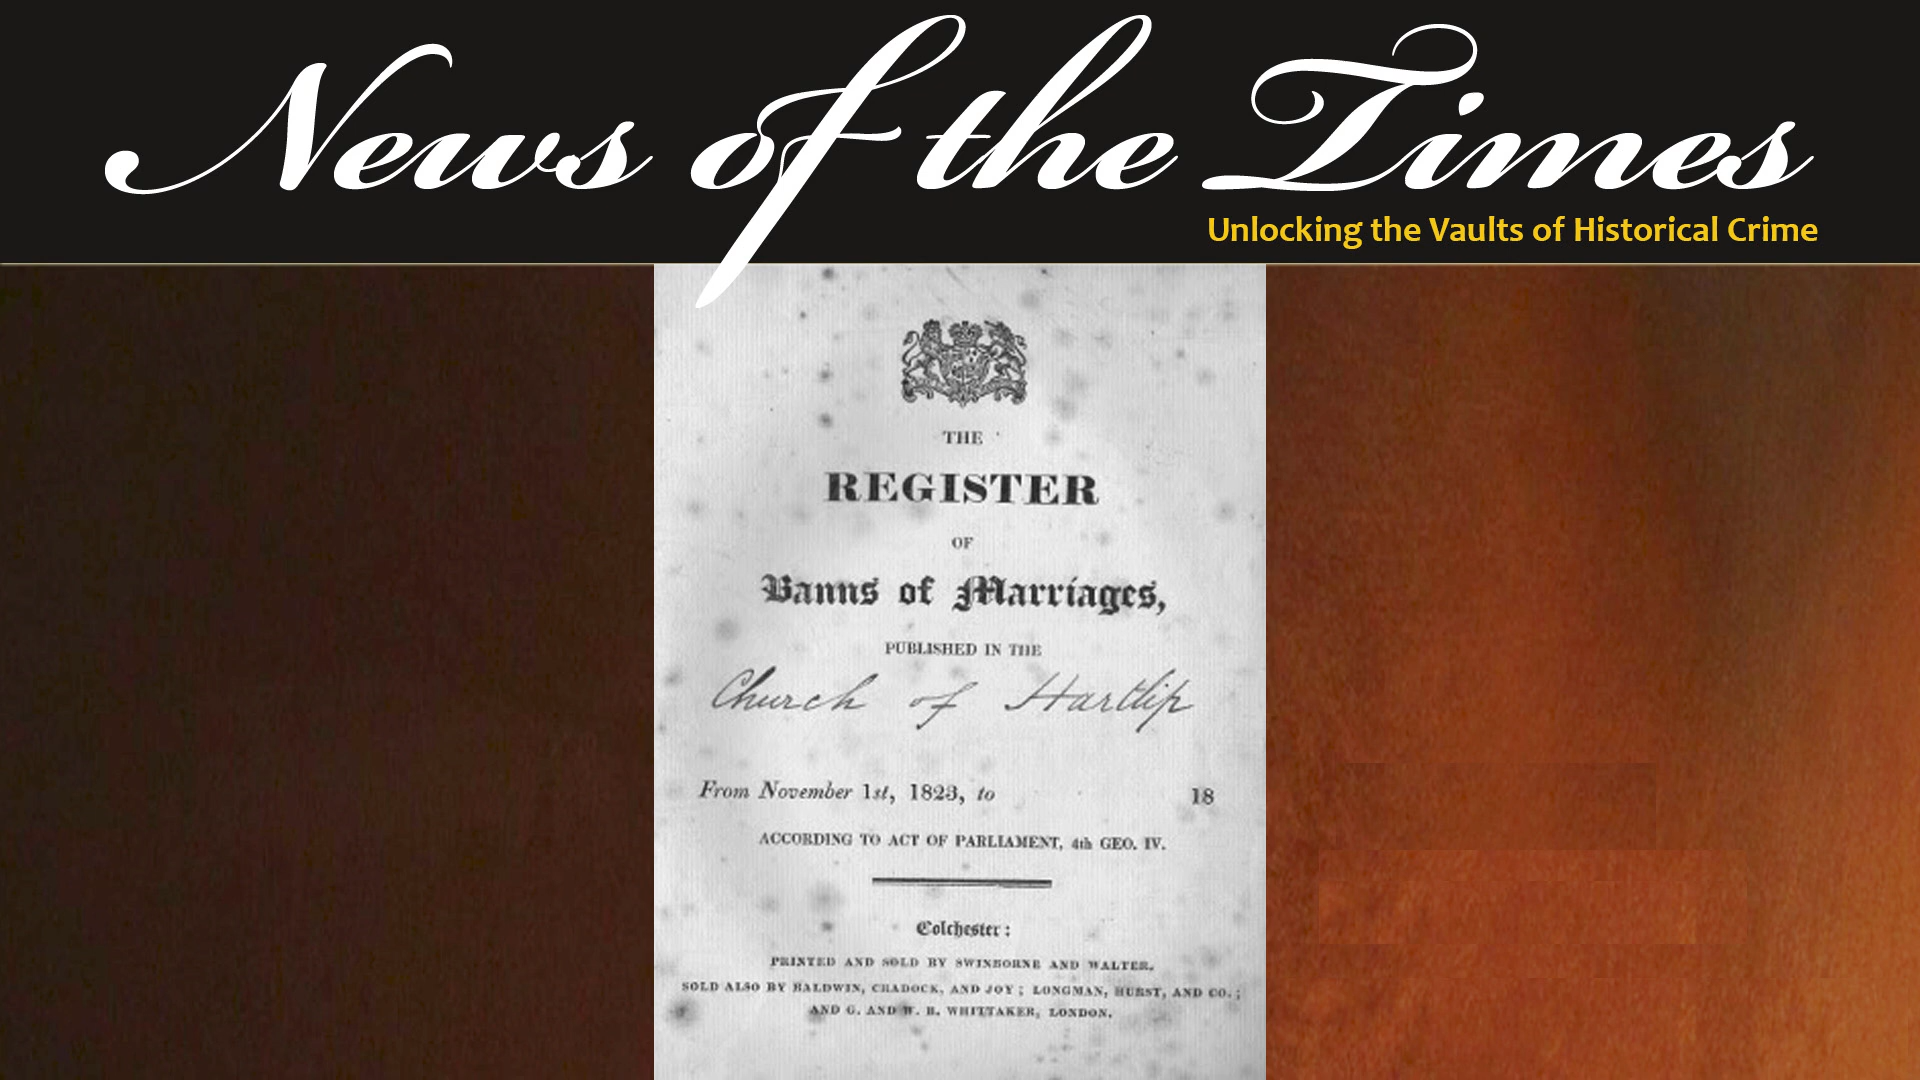 News of the Times
Unlocking the Vaults of Historical Crime
THE
REGISTER
OF
Banns of Marriages,
PUBLISHED IN THE
Church of Hartlip
From November 1st, 1823, to 18
ACCORDING TO ACT OF PARLIAMENT, 4th GEO. IV.
Colchester:
PRINTED AND SOLD BY SWINBORNE AND WALTER,
SOLD ALSO BY BALDWIN, CRADOCK, AND JOY; LONGMAN, HURST, AND CO.;
AND G. AND W. B. WHITTAKER, LONDON.